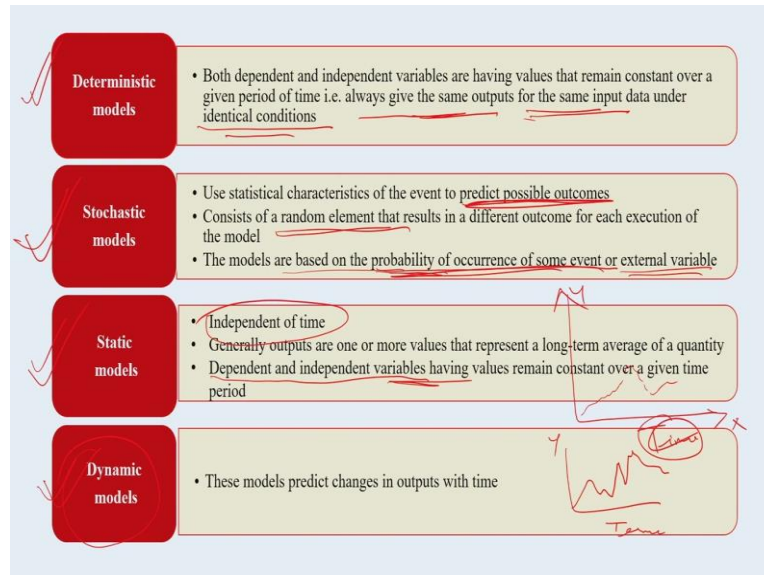 Deterministic
models
• Both dependent and independent variables are having values that remain constant over a
given period of time i.e. always give the same outputs for the same input data under
identical conditions
Stochastic
models
• Use statistical characteristics of the event to predict possible outcomes
• Consists of a random element that results in a different outcome for each execution of
the model
• The models are based on the probability of occurrence of some event or external variable
Static
models
• Independent of time
• Generally outputs are one or more values that represent a long-term average of a quantity
• Dependent and independent variables having values remain constant over a given time
period
Y
X
Time
Dynamic
models
• These models predict changes in outputs with time
Y